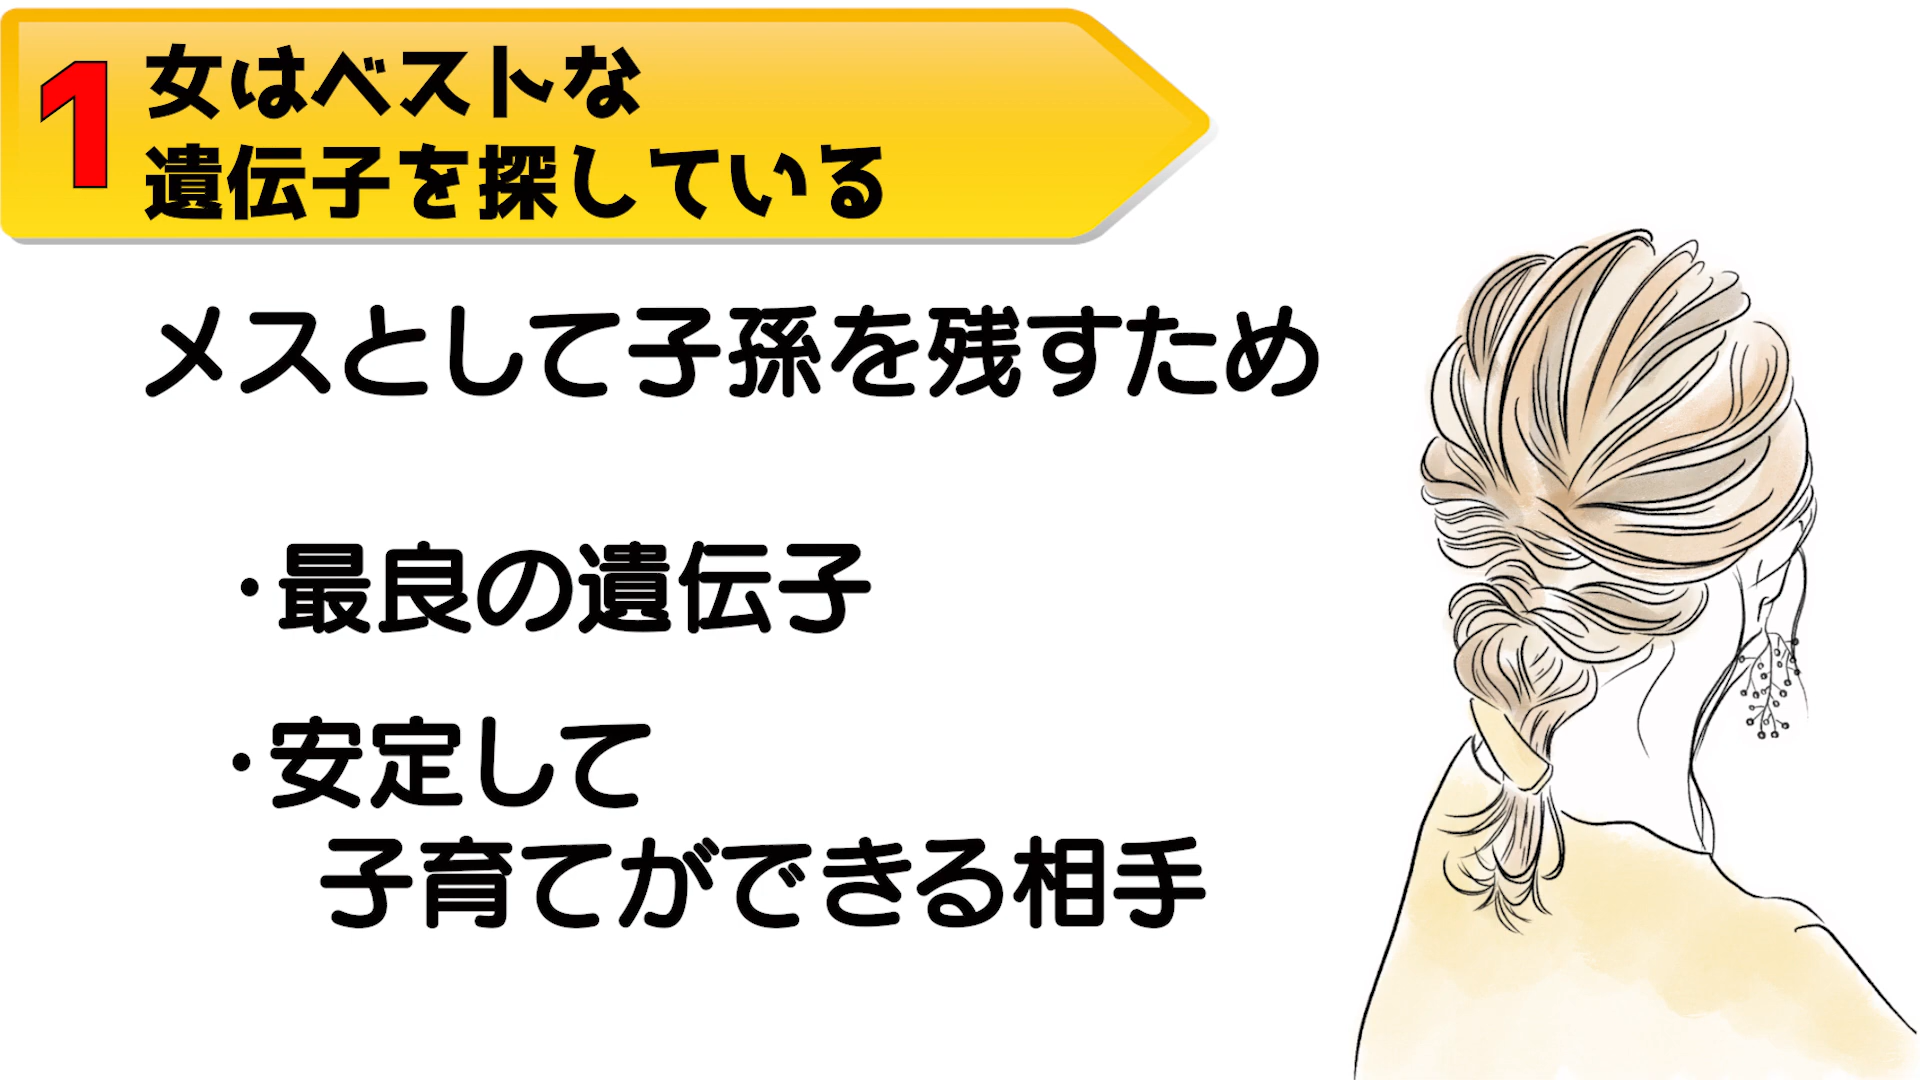 1
女はベストな
遺伝子を探している
メスとして子孫を残すため
・最良の遺伝子
・安定して
子育てができる相手